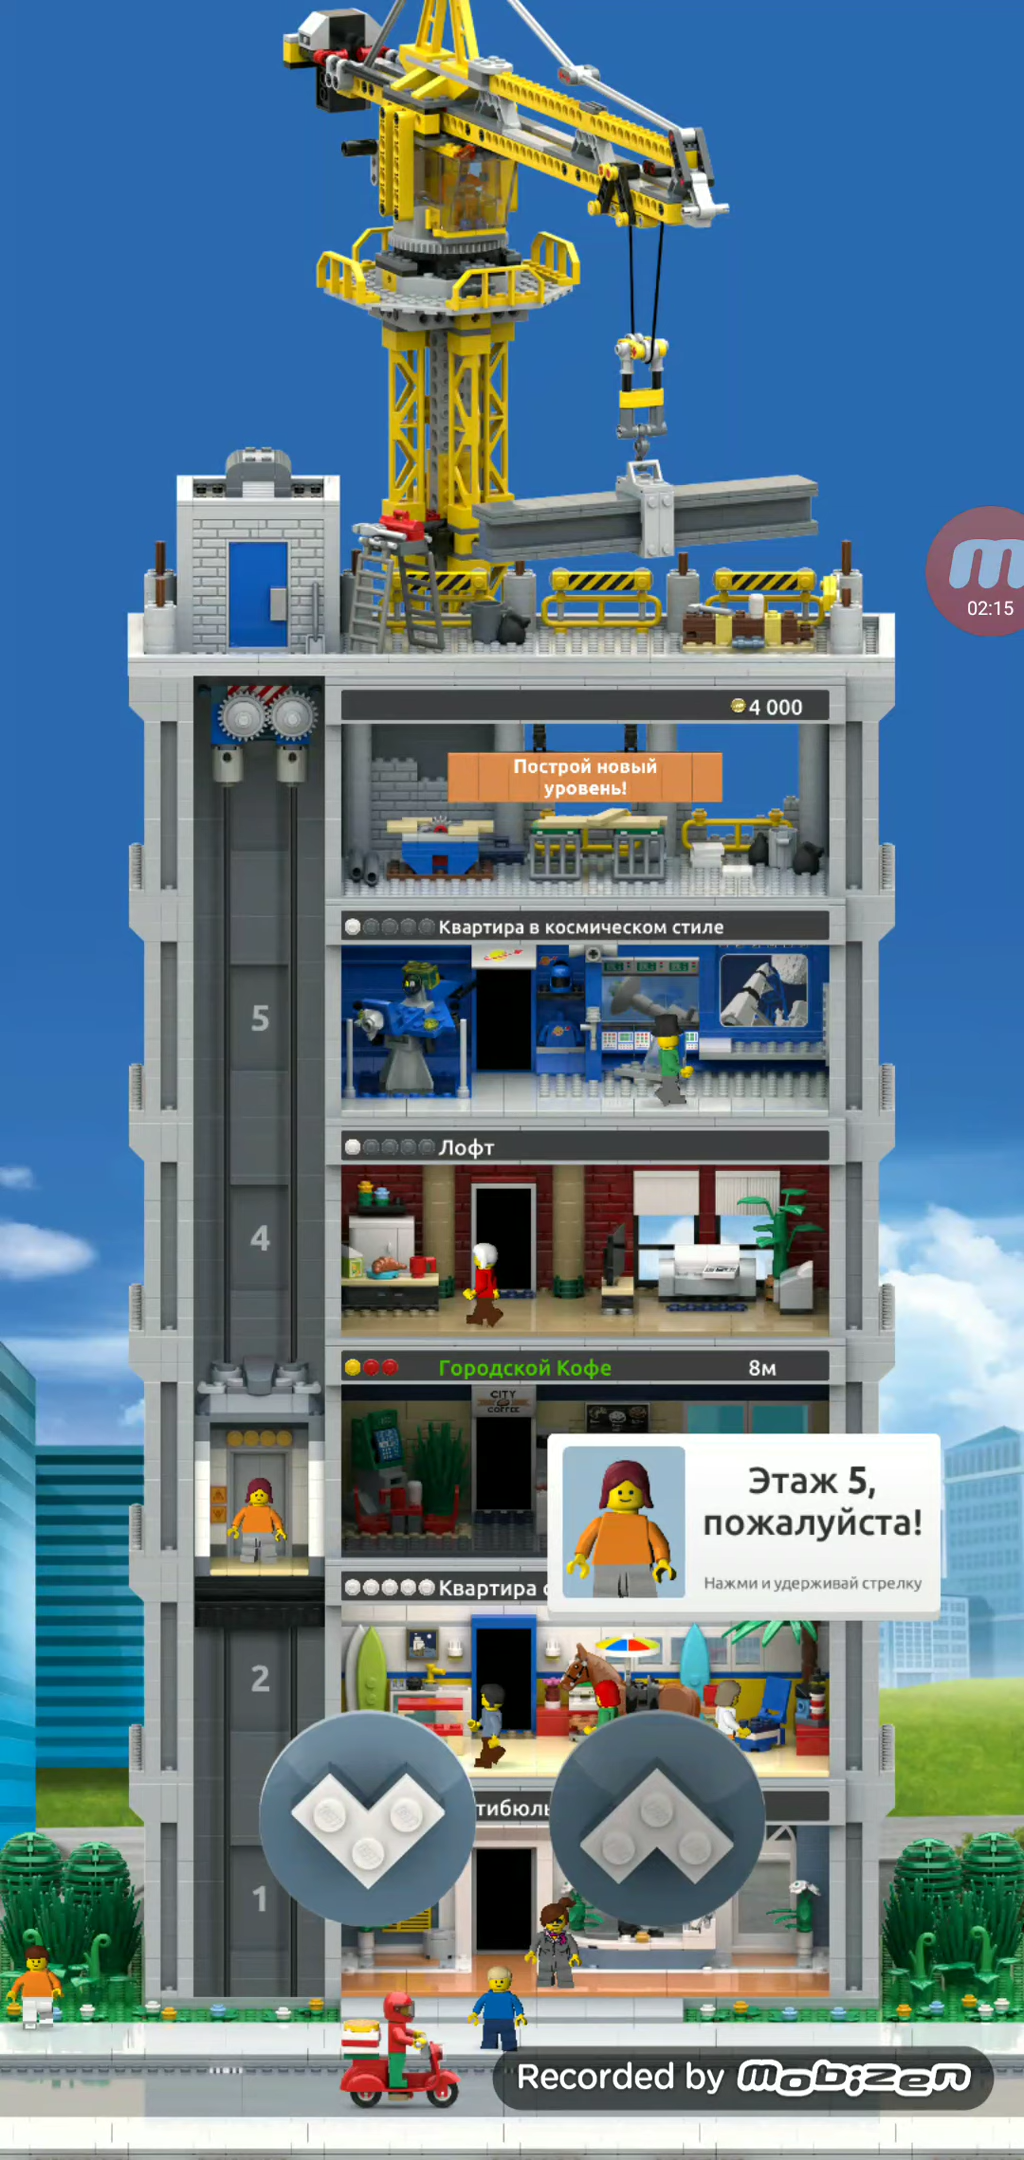 02:15
4 000
Построй новый
уровень!
Квартира в космическом стиле
5
Лофт
4
Городской Кофе
8м
CITY
COFFEE
Этаж 5,
пожалуйста!
Нажми и удерживай стрелку
Квартира
2
тибюль
1
Recorded by mobizen